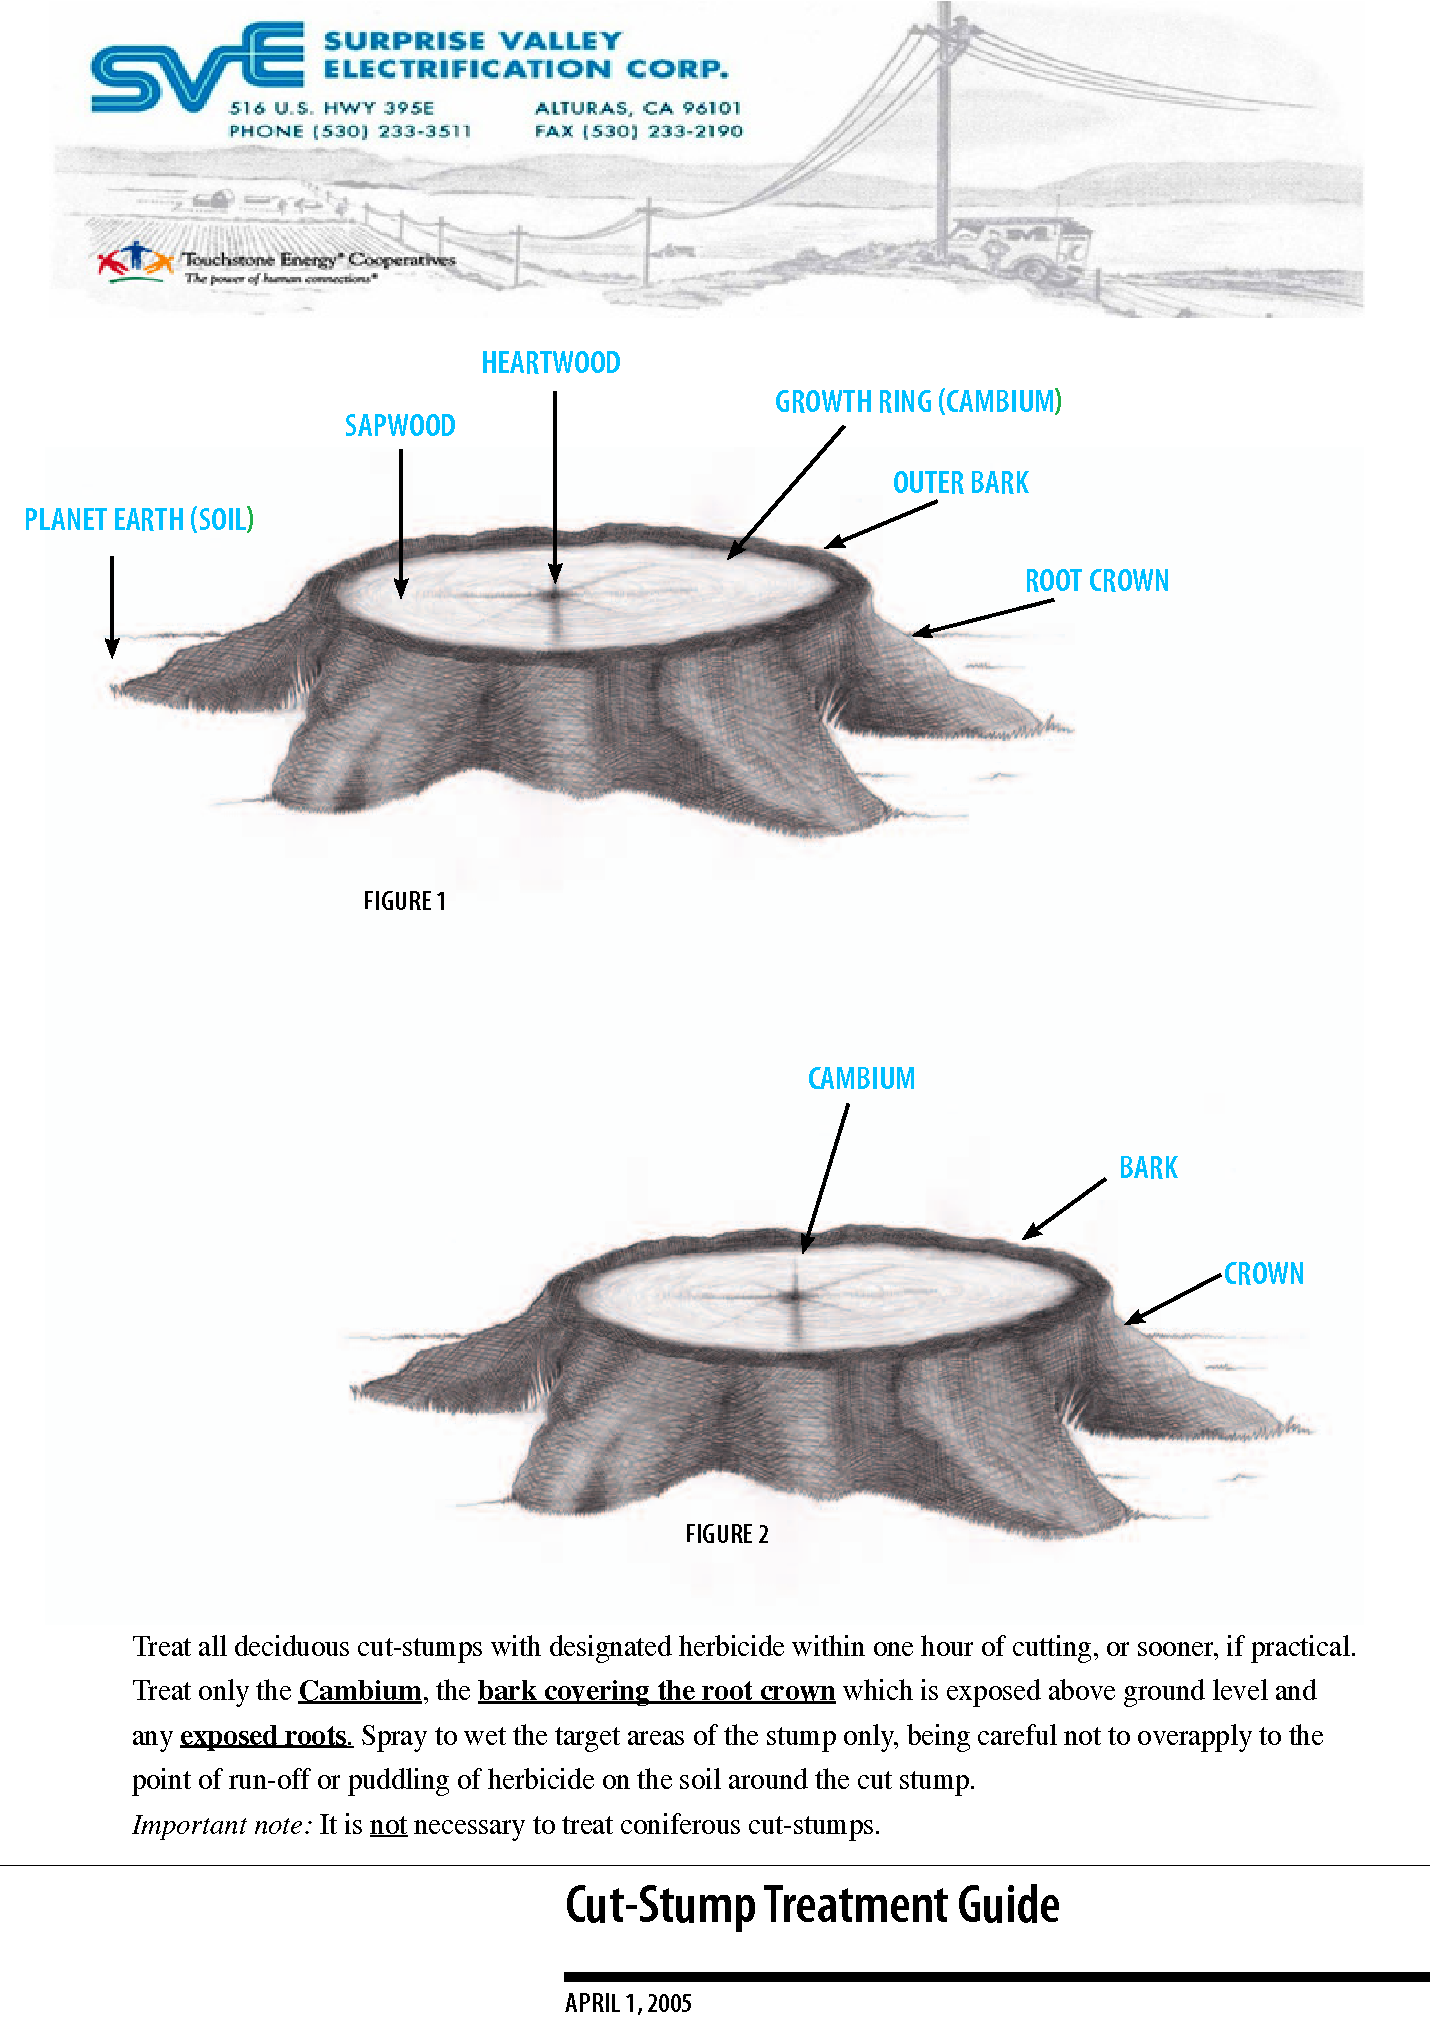 SVE
SURPRISE VALLEY
ELECTRIFICATION CORP.
516 U.S. HWY 395E ALTURAS, CA 96101
PHONE (530) 233-3511 FAX (530) 233-2190
Touchstone Energy® Cooperatives
The power of human connections®
HEARTWOOD
GROWTH RING (CAMBIUM)
SAPWOOD
OUTER BARK
PLANET EARTH (SOIL)
ROOT CROWN
FIGURE 1
CAMBIUM
BARK
CROWN
FIGURE 2
Treat all deciduous cut-stumps with designated herbicide within one hour of cutting, or sooner, if practical.
Treat only the Cambium, the bark covering the root crown which is exposed above ground level and
any exposed roots. Spray to wet the target areas of the stump only, being careful not to overapply to the
point of run-off or puddling of herbicide on the soil around the cut stump.
Important note: It is not necessary to treat coniferous cut-stumps.
Cut-Stump Treatment Guide
APRIL 1, 2005